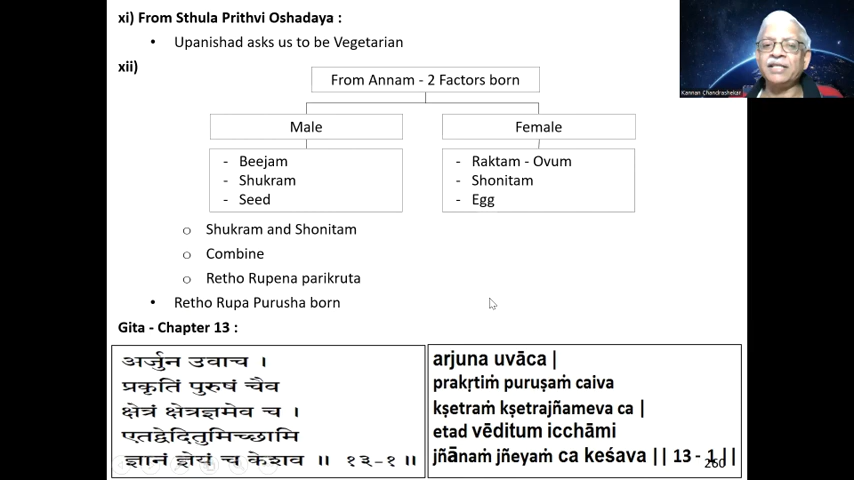 xi) From Sthula Prithvi Oshadaya :
• Upanishad asks us to be Vegetarian
xii)
From Annam - 2 Factors born
Male
Female
- Beejam
- Shukram
- Seed
- Raktam - Ovum
- Shonitam
- Egg
o Shukram and Shonitam
o Combine
o Retho Rupena parikruta
• Retho Rupa Purusha born
Gita - Chapter 13 :
अर्जुन उवाच ।
प्रकृतिं पुरुषं चैव
क्षेत्रं क्षेत्रज्ञमेव च ।
एतद्वेदितुमिच्छामि
ज्ञानं ज्ञेयं च केशव ॥ १३-१॥
arjuna uvāca |
prakṛtiṁ puruṣaṁ caiva
kṣetraṁ kṣetrajñameva ca |
etad vēditum icchāmi
jñānaṁ jñeyaṁ ca keśava || 13 - 1 ||
260
Kannan Chandrashekar